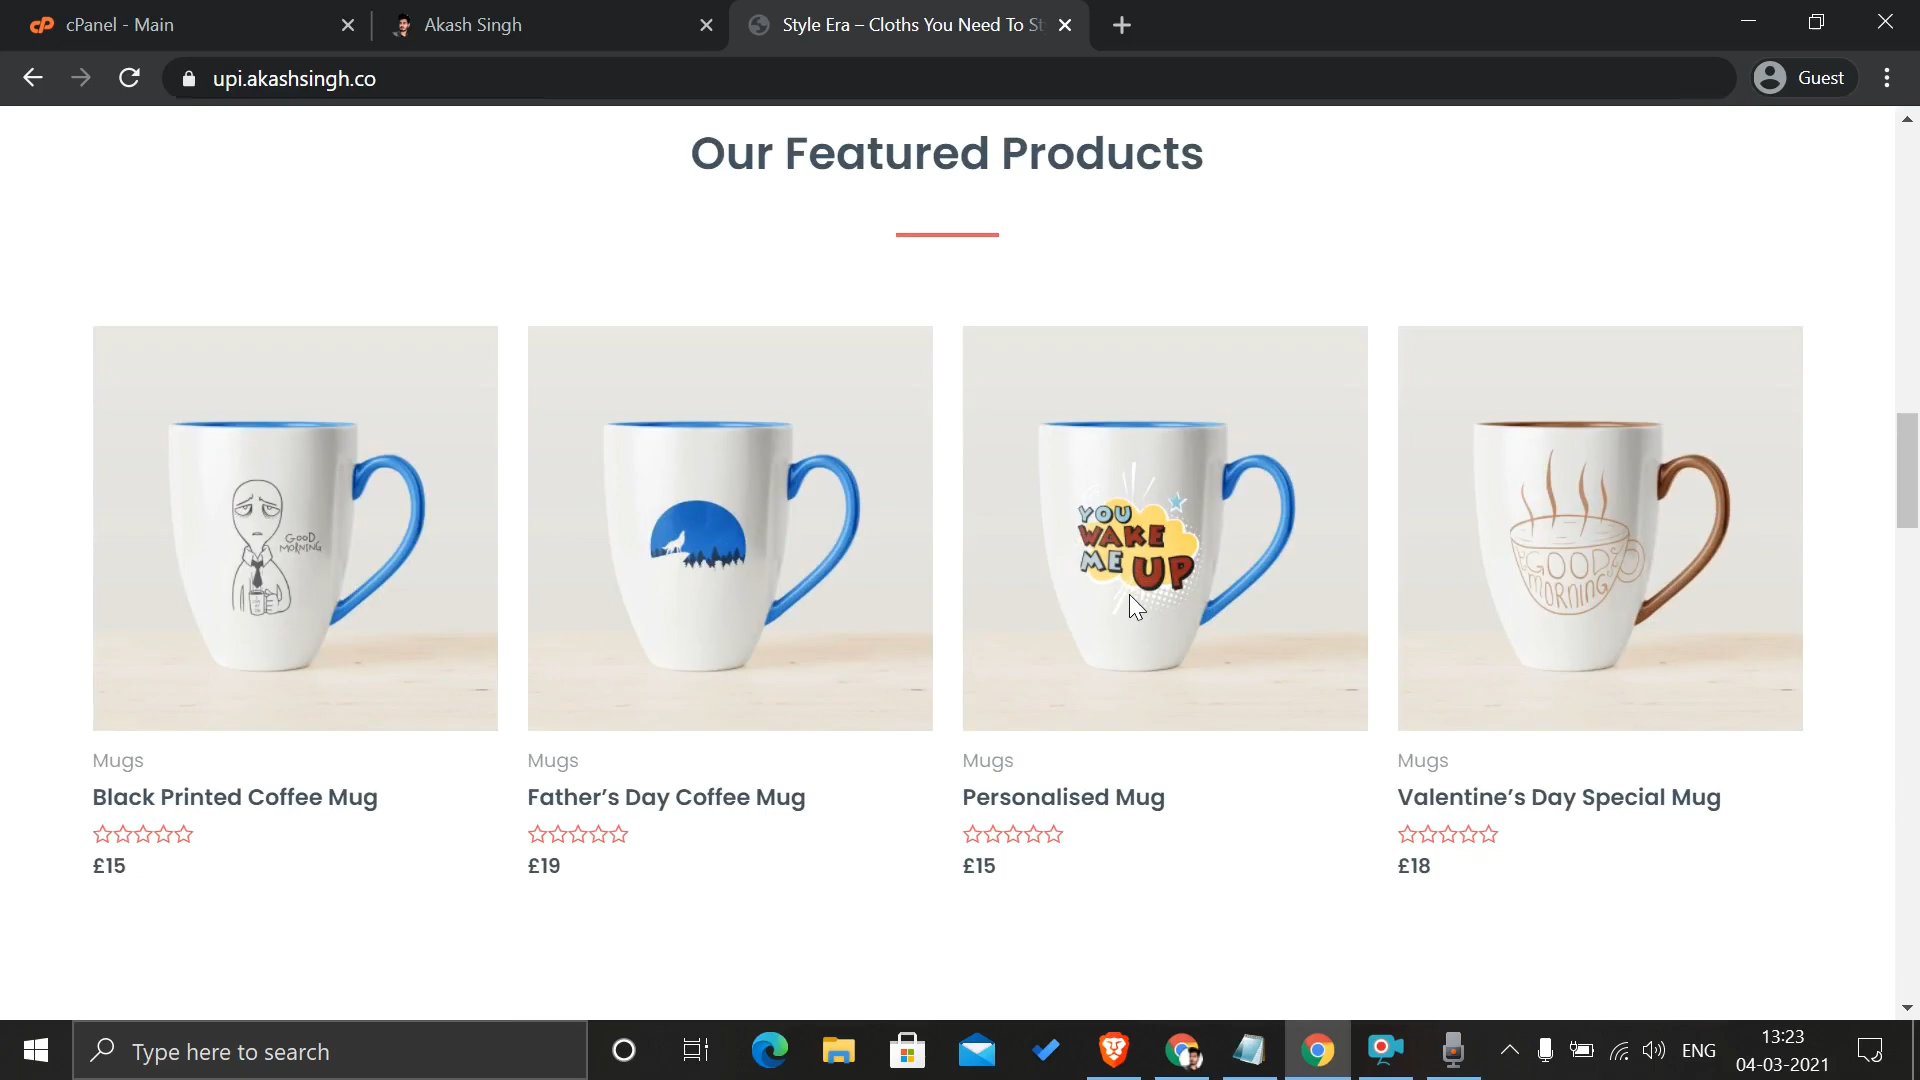 cPanel - Main
Akash Singh
Style Era – Cloths You Need To St
upi.akashsingh.co
Guest
Our Featured Products
GOOD
MORNING
YOU
WAKE
ME UP
GOOD
MORNING
Mugs
Black Printed Coffee Mug
£15
Mugs
Father's Day Coffee Mug
£19
Mugs
Personalised Mug
£15
Mugs
Valentine's Day Special Mug
£18
Type here to search
ENG
13:23
04-03-2021